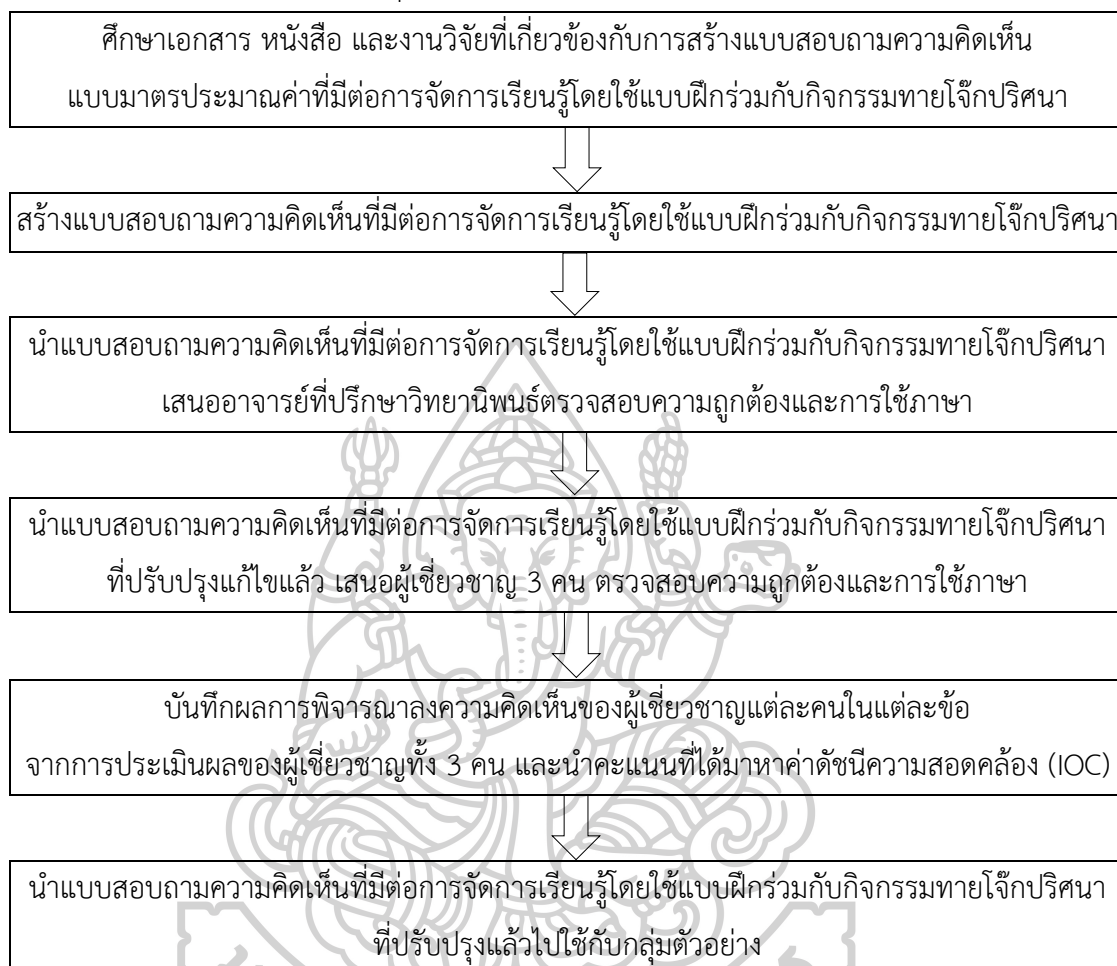 ศึกษาเอกสาร หนังสือ และงานวิจัยที่เกี่ยวข้องกับการสร้างแบบสอบถามความคิดเห็น
แบบมาตรประมาณค่าที่มีต่อการจัดการเรียนรู้โดยใช้แบบฝึกร่วมกับกิจกรรมทายโจ๊กปริศนา
สร้างแบบสอบถามความคิดเห็นที่มีต่อการจัดการเรียนรู้โดยใช้แบบฝึกร่วมกับกิจกรรมทายโจ๊กปริศนา
นำแบบสอบถามความคิดเห็นที่มีต่อการจัดการเรียนรู้โดยใช้แบบฝึกร่วมกับกิจกรรมทายโจ๊กปริศนา
เสนออาจารย์ที่ปรึกษาวิทยานิพนธ์ตรวจสอบความถูกต้องและการใช้ภาษา
นำแบบสอบถามความคิดเห็นที่มีต่อการจัดการเรียนรู้โดยใช้แบบฝึกร่วมกับกิจกรรมทายโจ๊กปริศนา
ที่ปรับปรุงแก้ไขแล้ว เสนอผู้เชี่ยวชาญ 3 คน ตรวจสอบความถูกต้องและการใช้ภาษา
บันทึกผลการพิจารณาลงความคิดเห็นของผู้เชี่ยวชาญแต่ละคนในแต่ละข้อ
จากการประเมินผลของผู้เชี่ยวชาญทั้ง 3 คน และนำคะแนนที่ได้มาหาค่าดัชนีความสอดคล้อง (IOC)
นำแบบสอบถามความคิดเห็นที่มีต่อการจัดการเรียนรู้โดยใช้แบบฝึกร่วมกับกิจกรรมทายโจ๊กปริศนา
ที่ปรับปรุงแล้วไปใช้กับกลุ่มตัวอย่าง